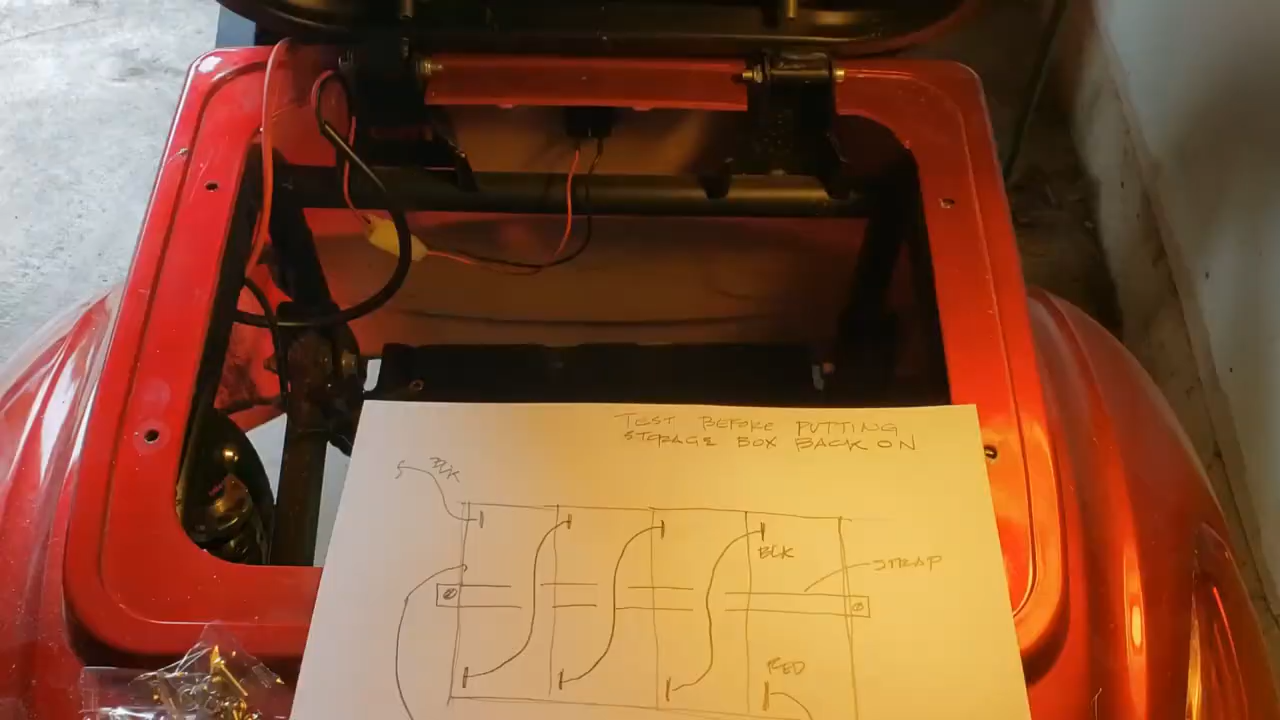 TEST BEFORE PUTTING
STORAGE BOX BACK ON
BLK
BLK
STRAP
RED